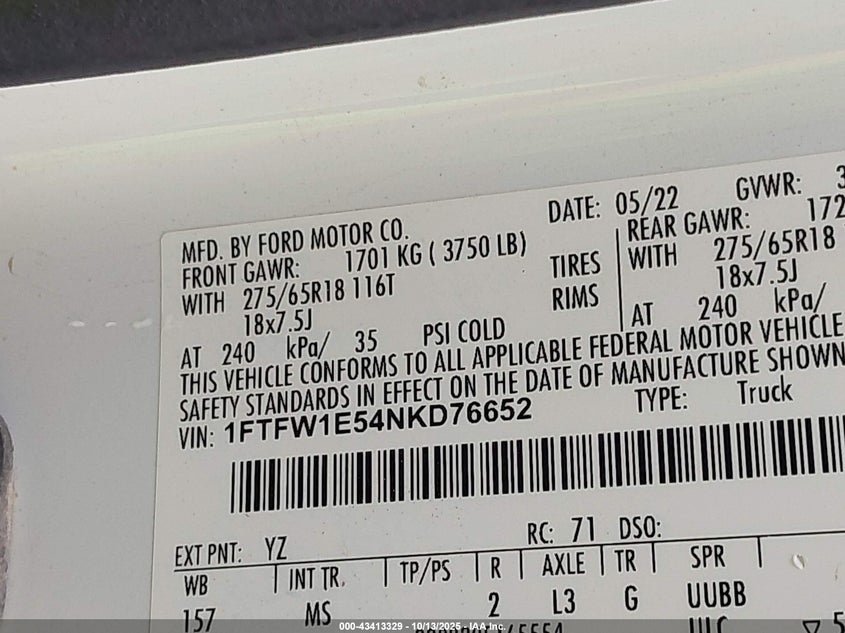 MFD. BY FORD MOTOR CO.
DATE: 05/22 GVWR: 3
FRONT GAWR: 1701 KG ( 3750 LB)
REAR GAWR: 172
WITH 275/65R18 116T
TIRES
WITH 275/65R18
18x7.5J
RIMS
18x7.5J
AT 240 kPa/ 35 PSI COLD
AT 240 kPa/
THIS VEHICLE CONFORMS TO ALL APPLICABLE FEDERAL MOTOR VEHICLE
SAFETY STANDARDS IN EFFECT ON THE DATE OF MANUFACTURE SHOWN
VIN: 1FTFW1E54NKD76652
TYPE: Truck
EXT PNT: YZ RC: 71 DSO:
WB INT TR. TP/PS R AXLE TR SPR
157 MS 2 L3 G UUBB
000-43413329 - 10/13/2025 - IAA, Inc.